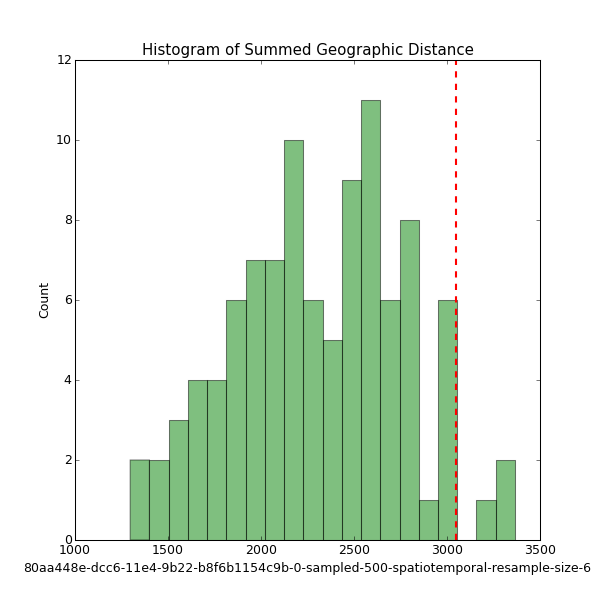 Histogram of Summed Geographic Distance
12
10
8
6
4
2
0
Count
1000 1500 2000 2500 3000 3500
80aa448e-dcc6-11e4-9b22-b8f6b1154c9b-0-sampled-500-spatiotemporal-resample-size-6